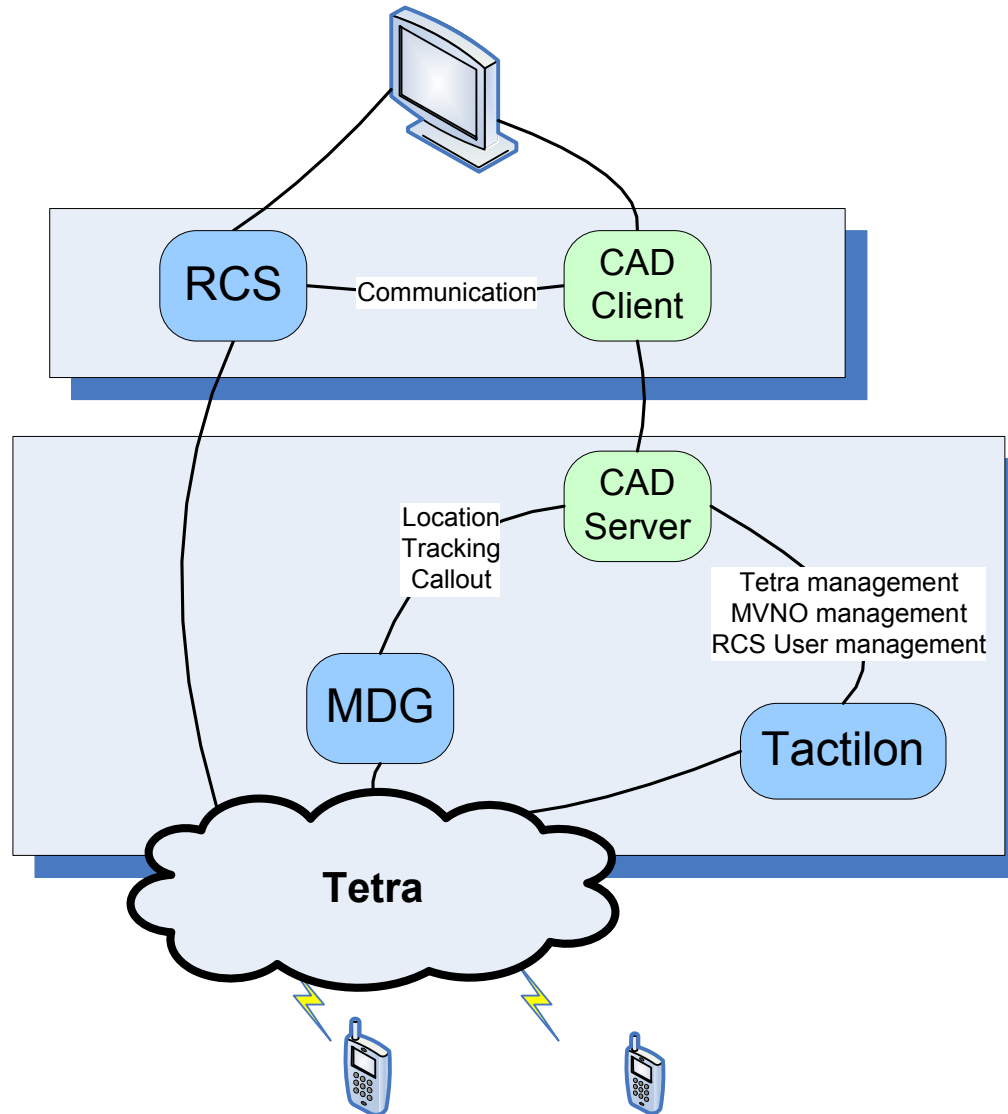 RCS
Communication
CAD
Client
CAD
Server
Location
Tracking
Callout
Tetra management
MVNO management
RCS User management
MDG
Tactilon
Tetra